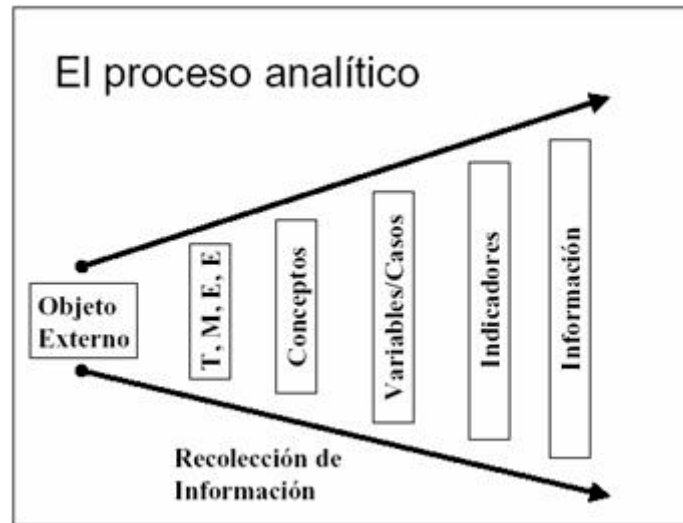 El proceso analítico
Objeto
Externo
T, M, E, E
Conceptos
Variables/Casos
Indicadores
Información
Recolección de
Información